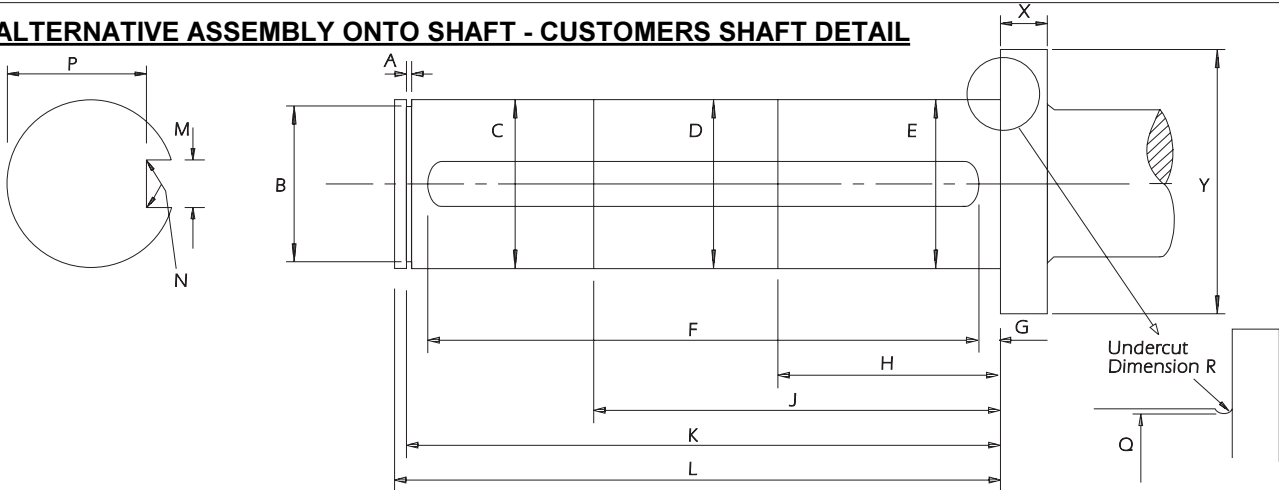 ALTERNATIVE ASSEMBLY ONTO SHAFT - CUSTOMERS SHAFT DETAIL
X
P
A
M
C
D
E
B
Y
N
F
G
H
Undercut
Dimension R
J
K
Q
L